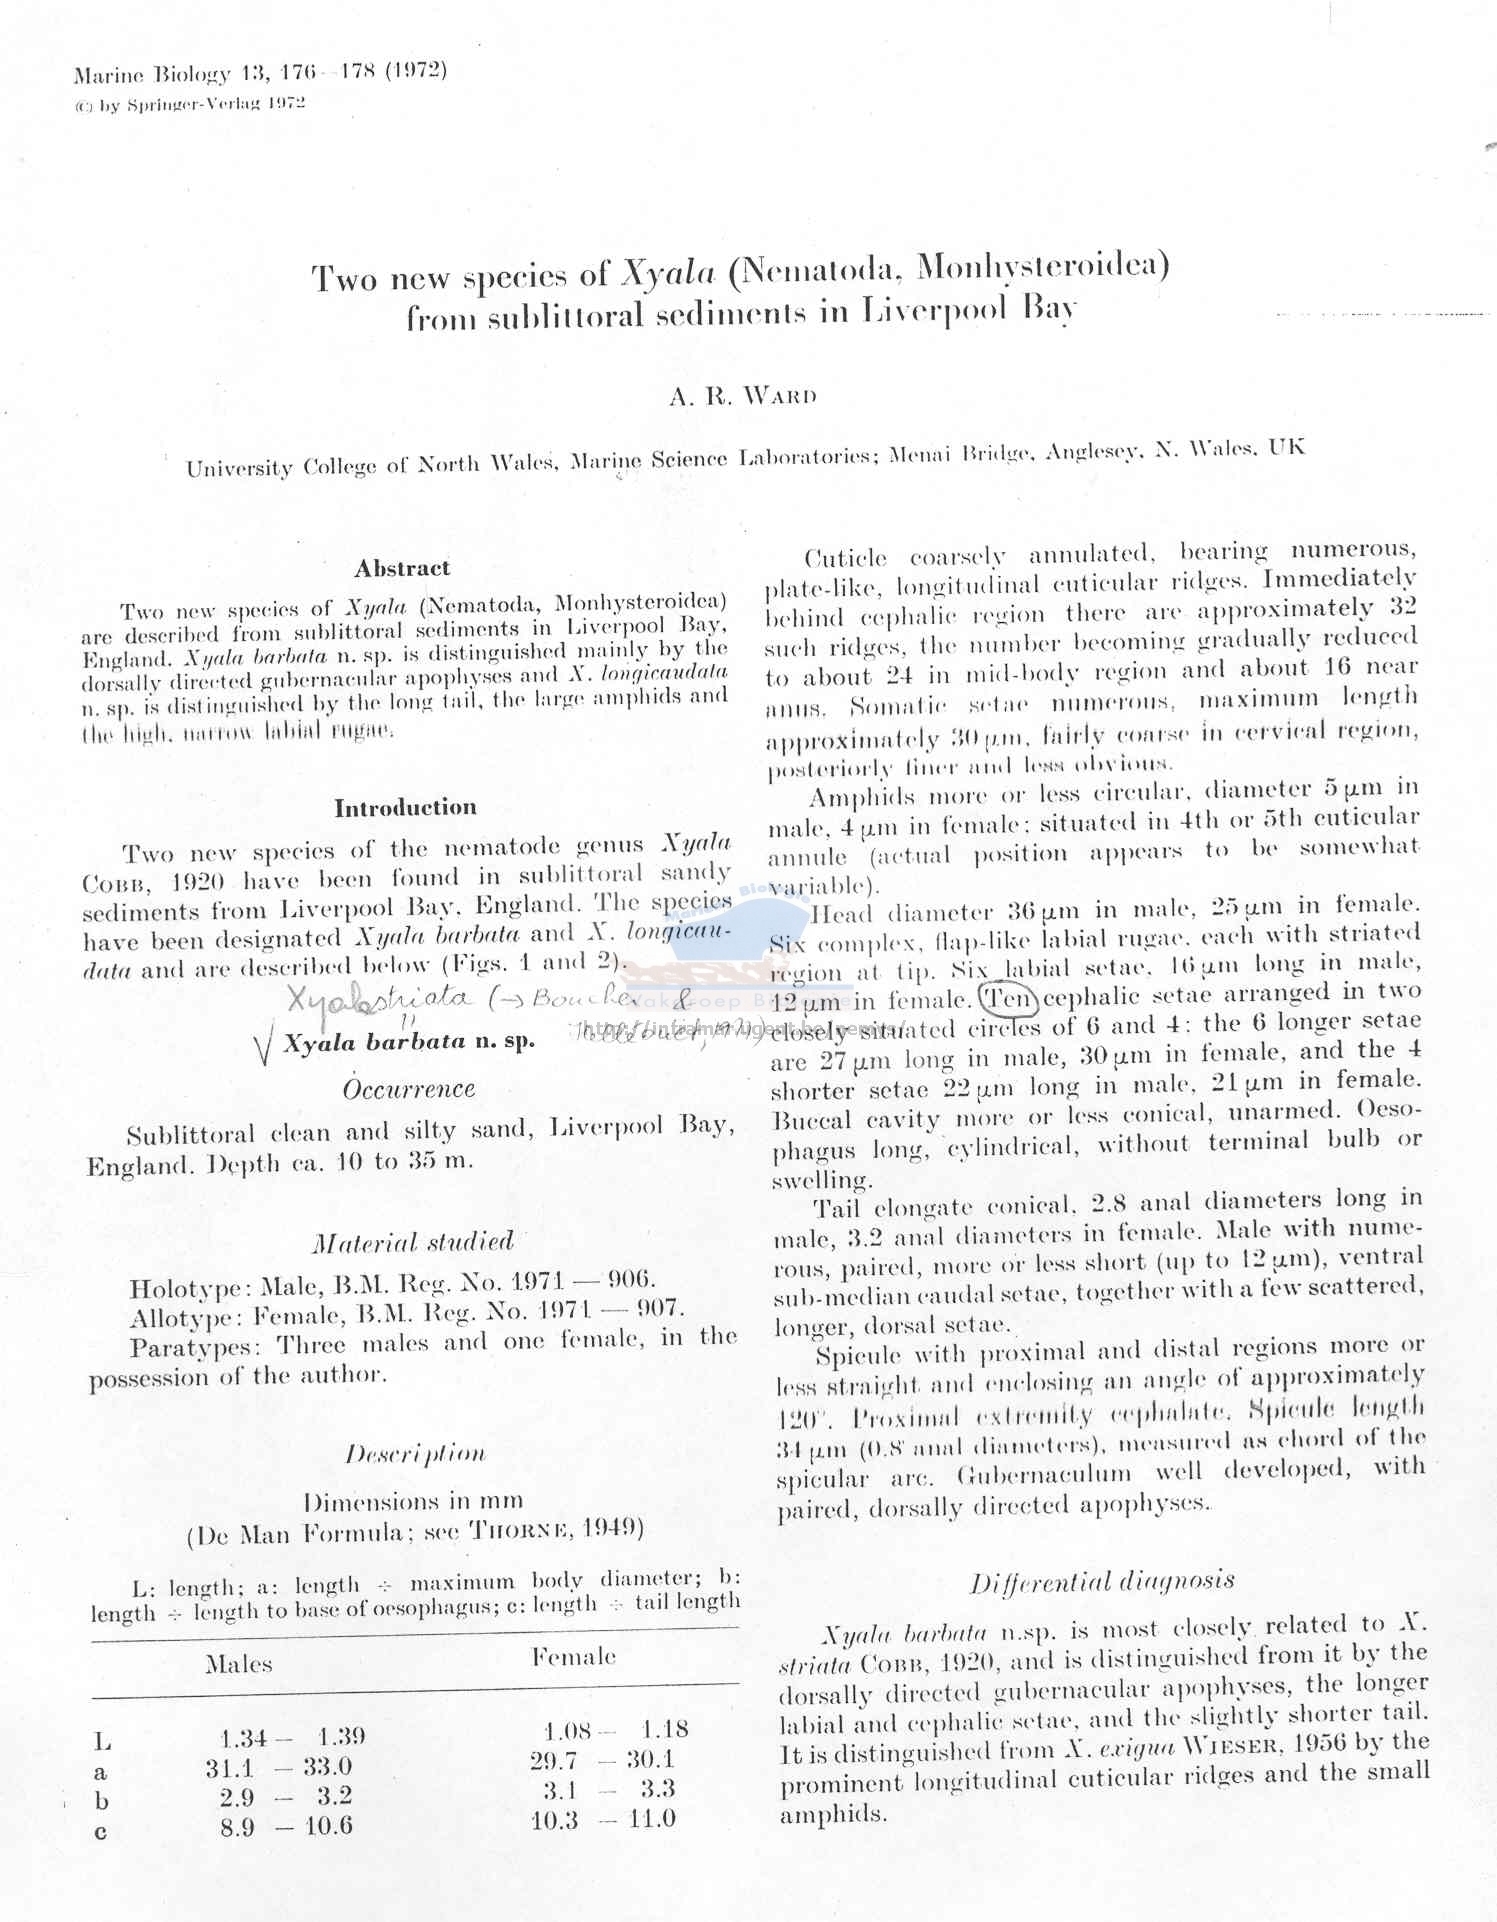 Marine Biology 13, 176--178 (1972)
© by Springer-Verlag 1972
Two new species of Xyala (Nematoda, Monhysteroidea)
from sublittoral sediments in Liverpool Bay
A. R. WARD
University College of North Wales, Marine Science Laboratories; Menai Bridge, Anglesey, N. Wales, UK
Abstract
Two new species of Xyala (Nematoda, Monhysteroidea)
are described from sublittoral sediments in Liverpool Bay,
England. Xyala barbata n. sp. is distinguished mainly by the
dorsally directed gubernacular apophyses and X. longicaudata
n. sp. is distinguished by the long tail, the large amphids and
the high, narrow labial rugae.
Introduction
Two new species of the nematode genus Xyala
COBB, 1920 have been found in sublittoral sandy
sediments from Liverpool Bay, England. The species
have been designated Xyala barbata and X. longicau-
data and are described below (Figs. 1 and 2).
Xyala striata (→ Boucher &
√ Xyala barbata n. sp.
Occurrence
Sublittoral clean and silty sand, Liverpool Bay,
England. Depth ca. 10 to 35 m.
Material studied
Holotype: Male, B.M. Reg. No. 1971 — 906.
Allotype: Female, B.M. Reg. No. 1971 — 907.
Paratypes: Three males and one female, in the
possession of the author.
Description
Dimensions in mm
(De Man Formula; see THORNE, 1949)
L: length; a: length ÷ maximum body diameter; b:
length ÷ length to base of oesophagus; c: length ÷ tail length
Males Female
L 1.34 — 1.39 1.08 — 1.18
a 31.1 — 33.0 29.7 — 30.1
b 2.9 — 3.2 3.1 — 3.3
c 8.9 — 10.6 10.3 — 11.0
Cuticle coarsely annulated, bearing numerous,
plate-like, longitudinal cuticular ridges. Immediately
behind cephalic region there are approximately 32
such ridges, the number becoming gradually reduced
to about 24 in mid-body region and about 16 near
anus. Somatic setae numerous, maximum length
approximately 30 μm, fairly coarse in cervical region,
posteriorly finer and less obvious.
Amphids more or less circular, diameter 5 μm in
male, 4 μm in female; situated in 4th or 5th cuticular
annule (actual position appears to be somewhat
variable).
Head diameter 36 μm in male, 25 μm in female.
Six complex, flap-like labial rugae, each with striated
region at tip. Six labial setae, 16 μm long in male,
12 μm in female. Ten cephalic setae arranged in two
closely situated circles of 6 and 4: the 6 longer setae
are 27 μm long in male, 30 μm in female, and the 4
shorter setae 22 μm long in male, 21 μm in female.
Buccal cavity more or less conical, unarmed. Oeso-
phagus long, cylindrical, without terminal bulb or
swelling.
Tail elongate conical, 2.8 anal diameters long in
male, 3.2 anal diameters in female. Male with nume-
rous, paired, more or less short (up to 12 μm), ventral
sub-median caudal setae, together with a few scattered,
longer, dorsal setae.
Spicule with proximal and distal regions more or
less straight and enclosing an angle of approximately
120°. Proximal extremity cephalate. Spicule length
34 μm (0.8 anal diameters), measured as chord of the
spicular arc. Gubernaculum well developed, with
paired, dorsally directed apophyses.
Differential diagnosis
Xyala barbata n.sp. is most closely related to X.
striata COBB, 1920, and is distinguished from it by the
dorsally directed gubernacular apophyses, the longer
labial and cephalic setae, and the slightly shorter tail.
It is distinguished from X. exigua WIESER, 1956 by the
prominent longitudinal cuticular ridges and the small
amphids.